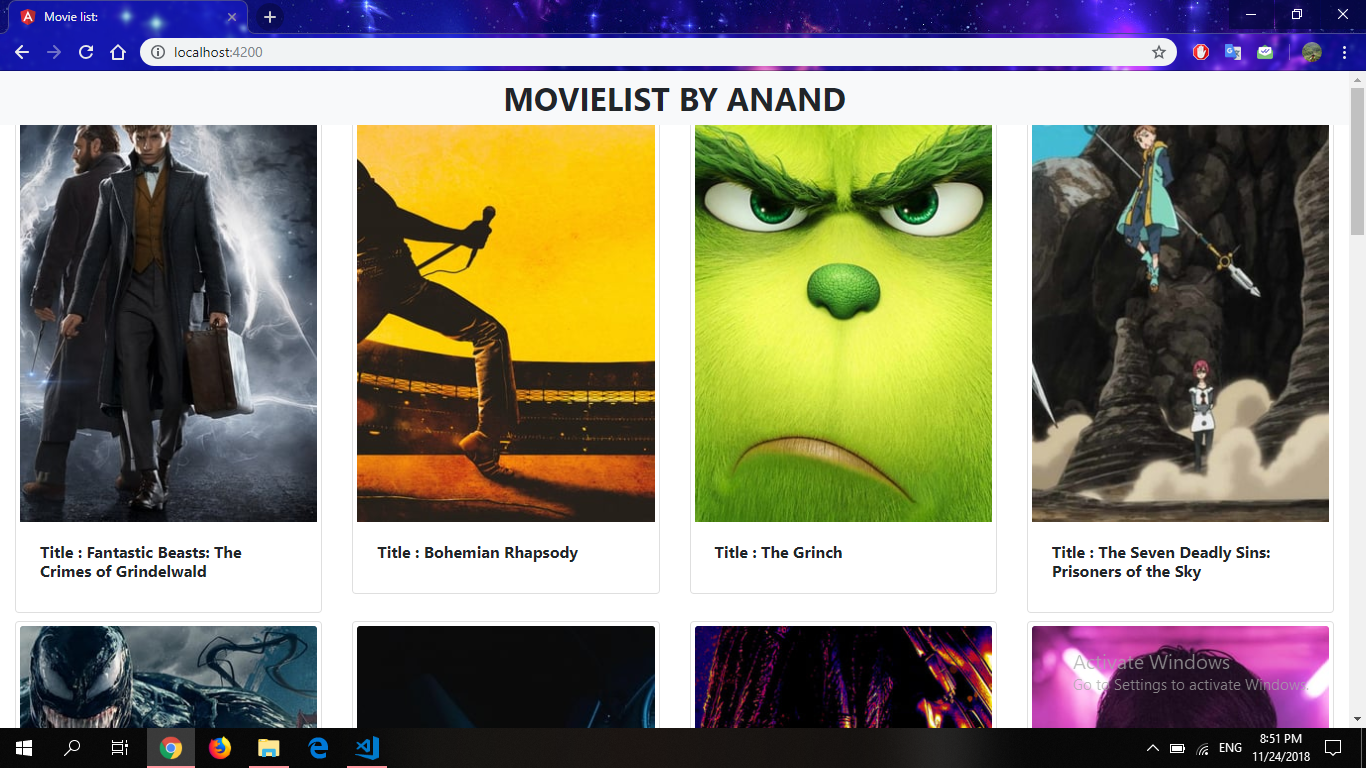 Movie list:
localhost:4200
MOVIELIST BY ANAND
Title : Fantastic Beasts: The
Crimes of Grindelwald
Title : Bohemian Rhapsody
Title : The Grinch
Title : The Seven Deadly Sins:
Prisoners of the Sky
Activate Windows
Go to Settings to activate Windows.
ENG
8:51 PM
11/24/2018